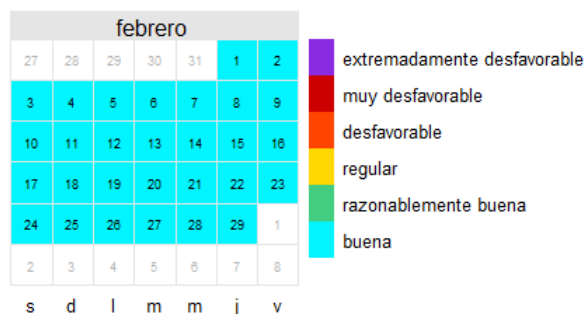 febrero
27 28 29 30 31 1 2
3 4 5 6 7 8 9
10 11 12 13 14 15 16
17 18 19 20 21 22 23
24 25 26 27 28 29 1
2 3 4 5 6 7 8
s d l m m j v
extremadamente desfavorable
muy desfavorable
desfavorable
regular
razonablemente buena
buena